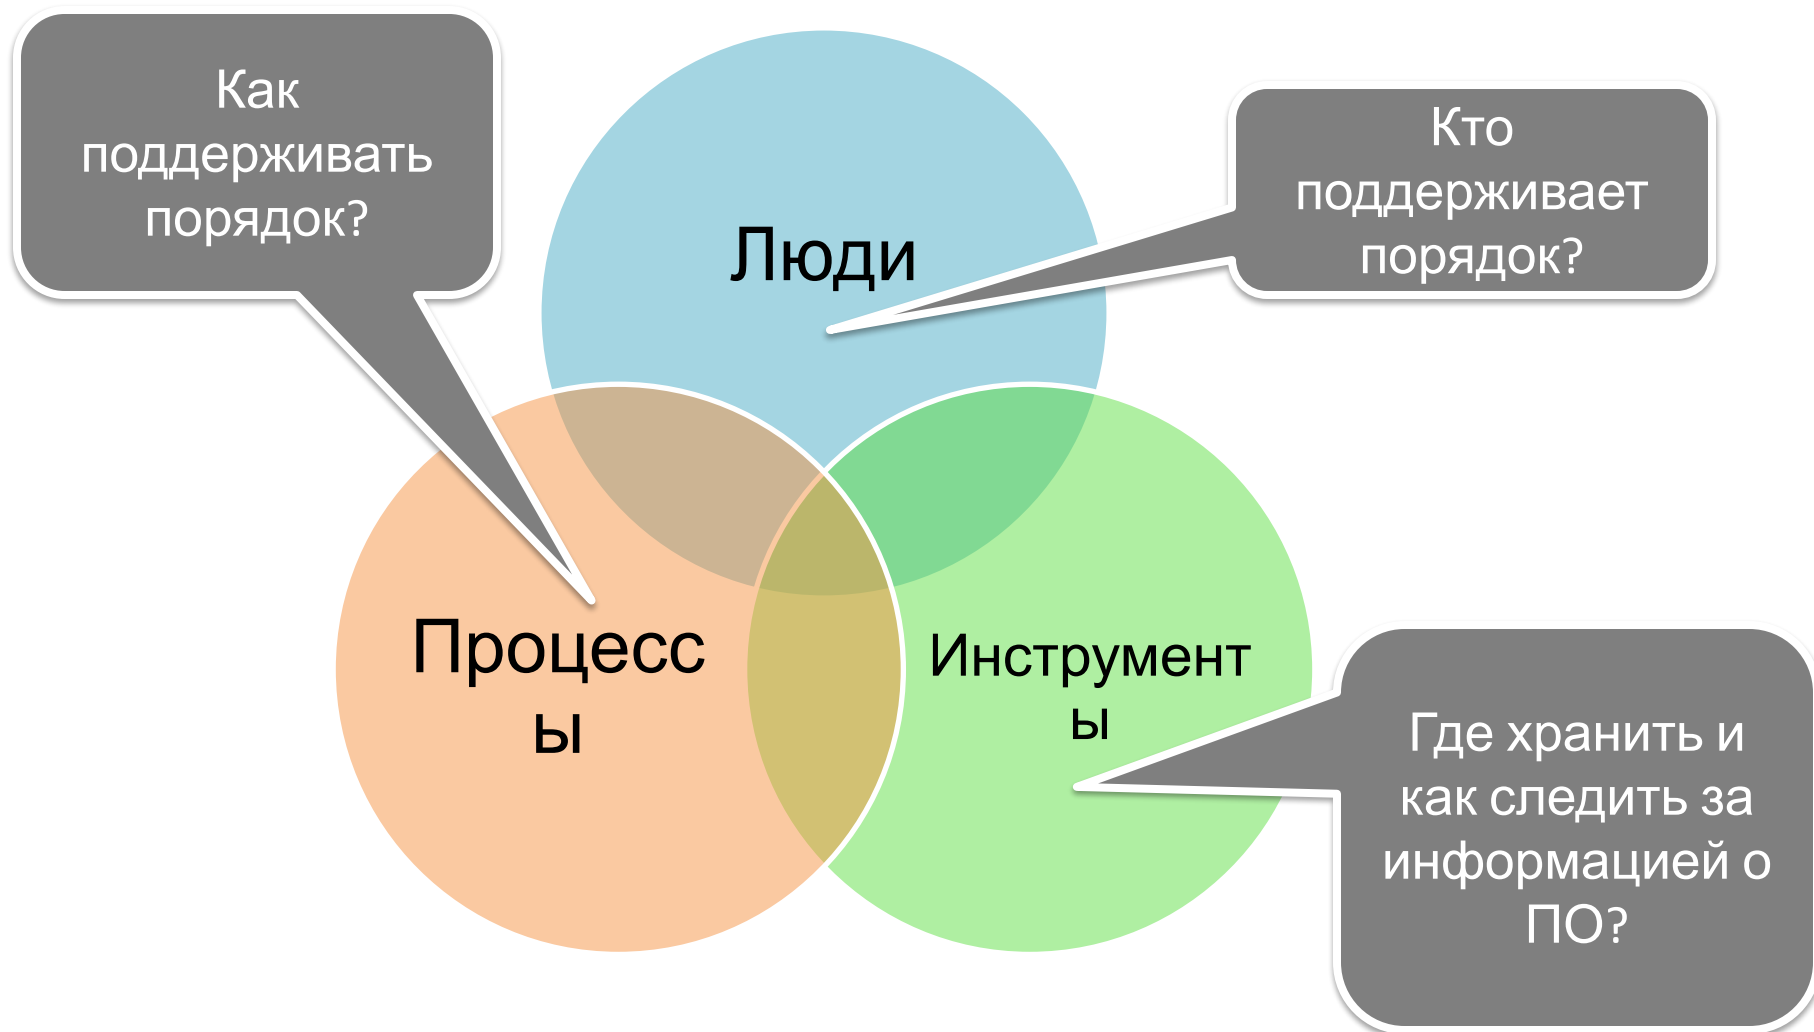 Как
поддерживать
порядок?
Кто
поддерживает
порядок?
Люди
Процесс
ы
Инструмент
ы
Где хранить и
как следить за
информацией о
ПО?